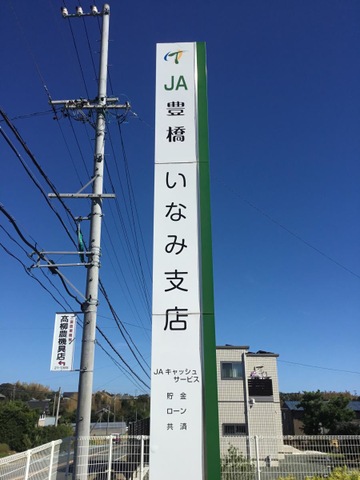 JA
豊橋
いなみ支店
JAキャッシュ
サービス
貯金
ローン
共済
髙柳農機具店